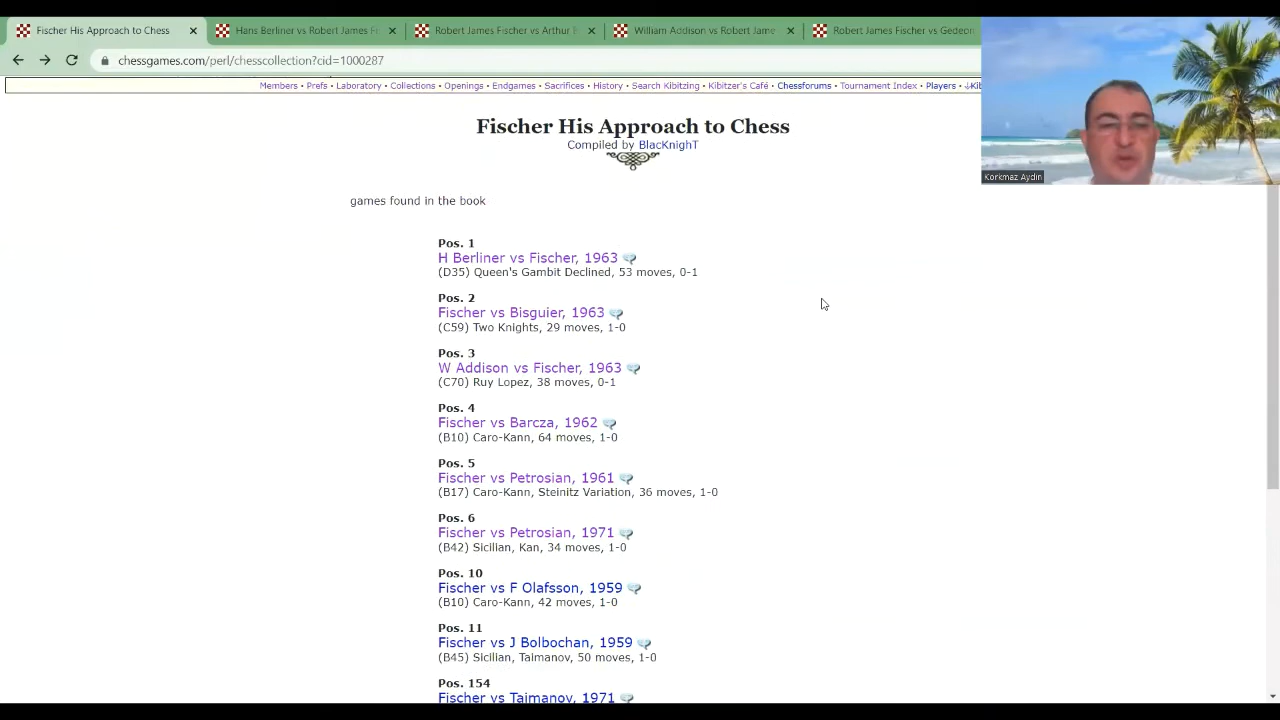 Fischer His Approach to Chess
Hans Berliner vs Robert James Fi
Robert James Fischer vs Arthur B
William Addison vs Robert Jame
Robert James Fischer vs Gedeon
chessgames.com/perl/chesscollection?cid=1000287
Members • Prefs • Laboratory • Collections • Openings • Endgames • Sacrifices • History • Search Kibitzing • Kibitzer's Café • Chessforums • Tournament Index • Players • ↓Kib
Korkmaz Aydin
Fischer His Approach to Chess
Compiled by BlacKnighT
games found in the book
Pos. 1
H Berliner vs Fischer, 1963
(D35) Queen's Gambit Declined, 53 moves, 0-1
Pos. 2
Fischer vs Bisguier, 1963
(C59) Two Knights, 29 moves, 1-0
Pos. 3
W Addison vs Fischer, 1963
(C70) Ruy Lopez, 38 moves, 0-1
Pos. 4
Fischer vs Barcza, 1962
(B10) Caro-Kann, 64 moves, 1-0
Pos. 5
Fischer vs Petrosian, 1961
(B17) Caro-Kann, Steinitz Variation, 36 moves, 1-0
Pos. 6
Fischer vs Petrosian, 1971
(B42) Sicilian, Kan, 34 moves, 1-0
Pos. 10
Fischer vs F Olafsson, 1959
(B10) Caro-Kann, 42 moves, 1-0
Pos. 11
Fischer vs J Bolbochan, 1959
(B45) Sicilian, Taimanov, 50 moves, 1-0
Pos. 154
Fischer vs Taimanov, 1971